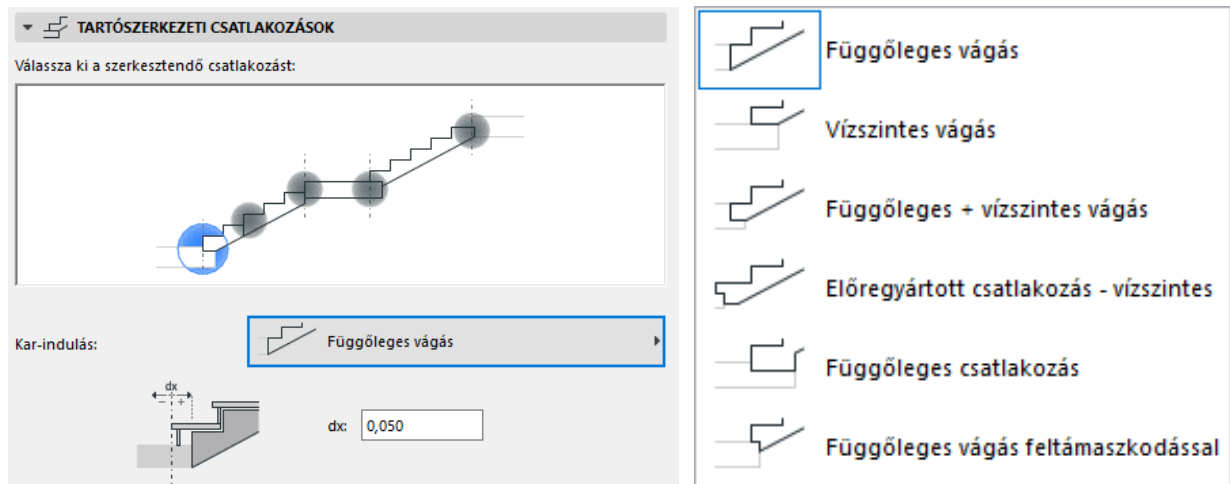 TARTÓSZERKEZETI CSATLAKOZÁSOK
Válassza ki a szerkesztendő csatlakozást:
Kar-indulás:
Függőleges vágás
dx
− +
dx:
0,050
Függőleges vágás
Vízszintes vágás
Függőleges + vízszintes vágás
Előregyártott csatlakozás - vízszintes
Függőleges csatlakozás
Függőleges vágás feltámaszkodással